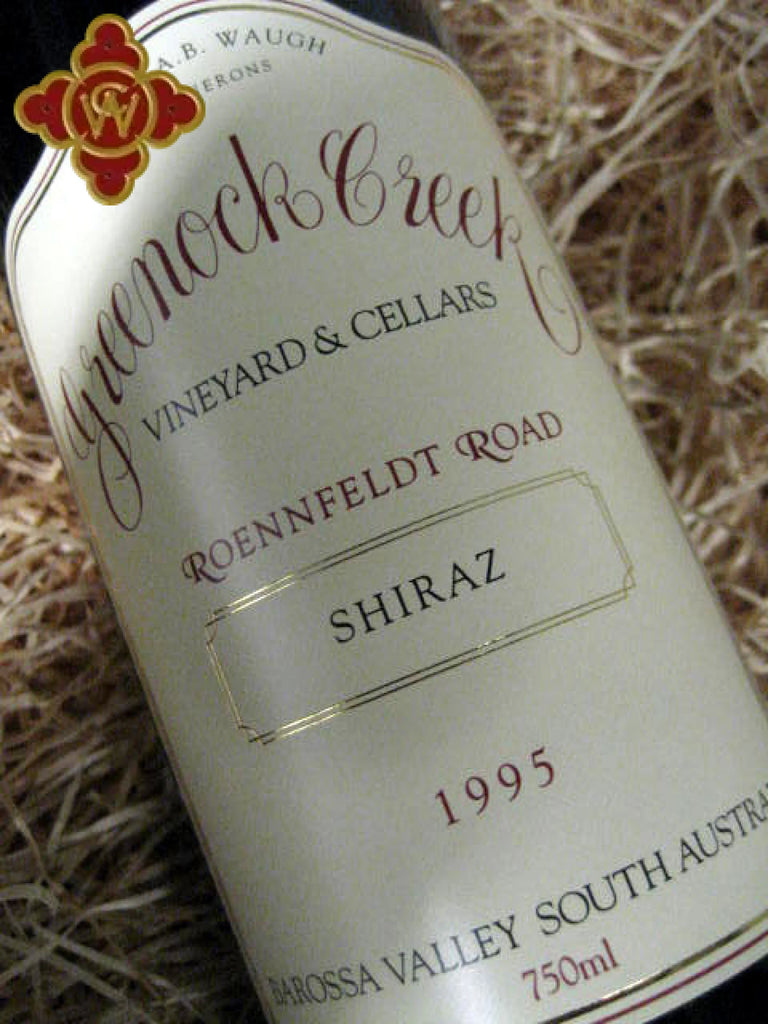 A.B. WAUGH
Greenock Creek
VINEYARD & CELLARS
ROENNFELDT ROAD
SHIRAZ
1995
BAROSSA VALLEY SOUTH AUSTRA
750ml